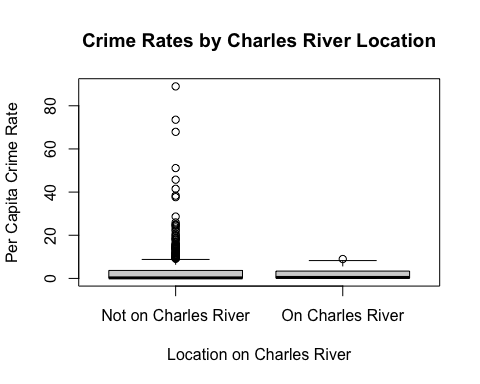 Crime Rates by Charles River Location
Per Capita Crime Rate
80
60
40
20
0
Not on Charles River
On Charles River
Location on Charles River